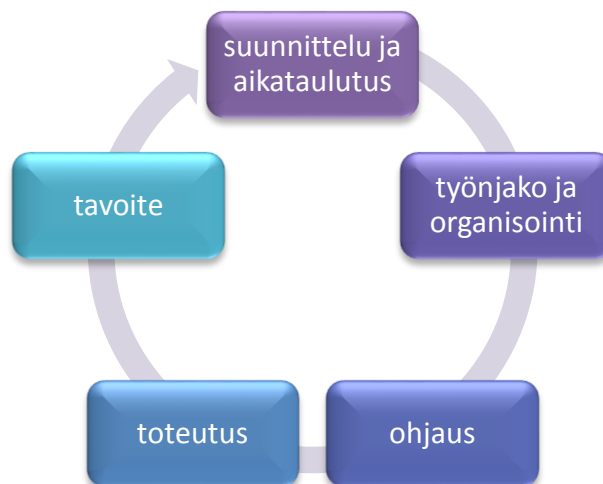 suunnittelu ja
aikataulutus
työnjako ja
organisointi
ohjaus
toteutus
tavoite